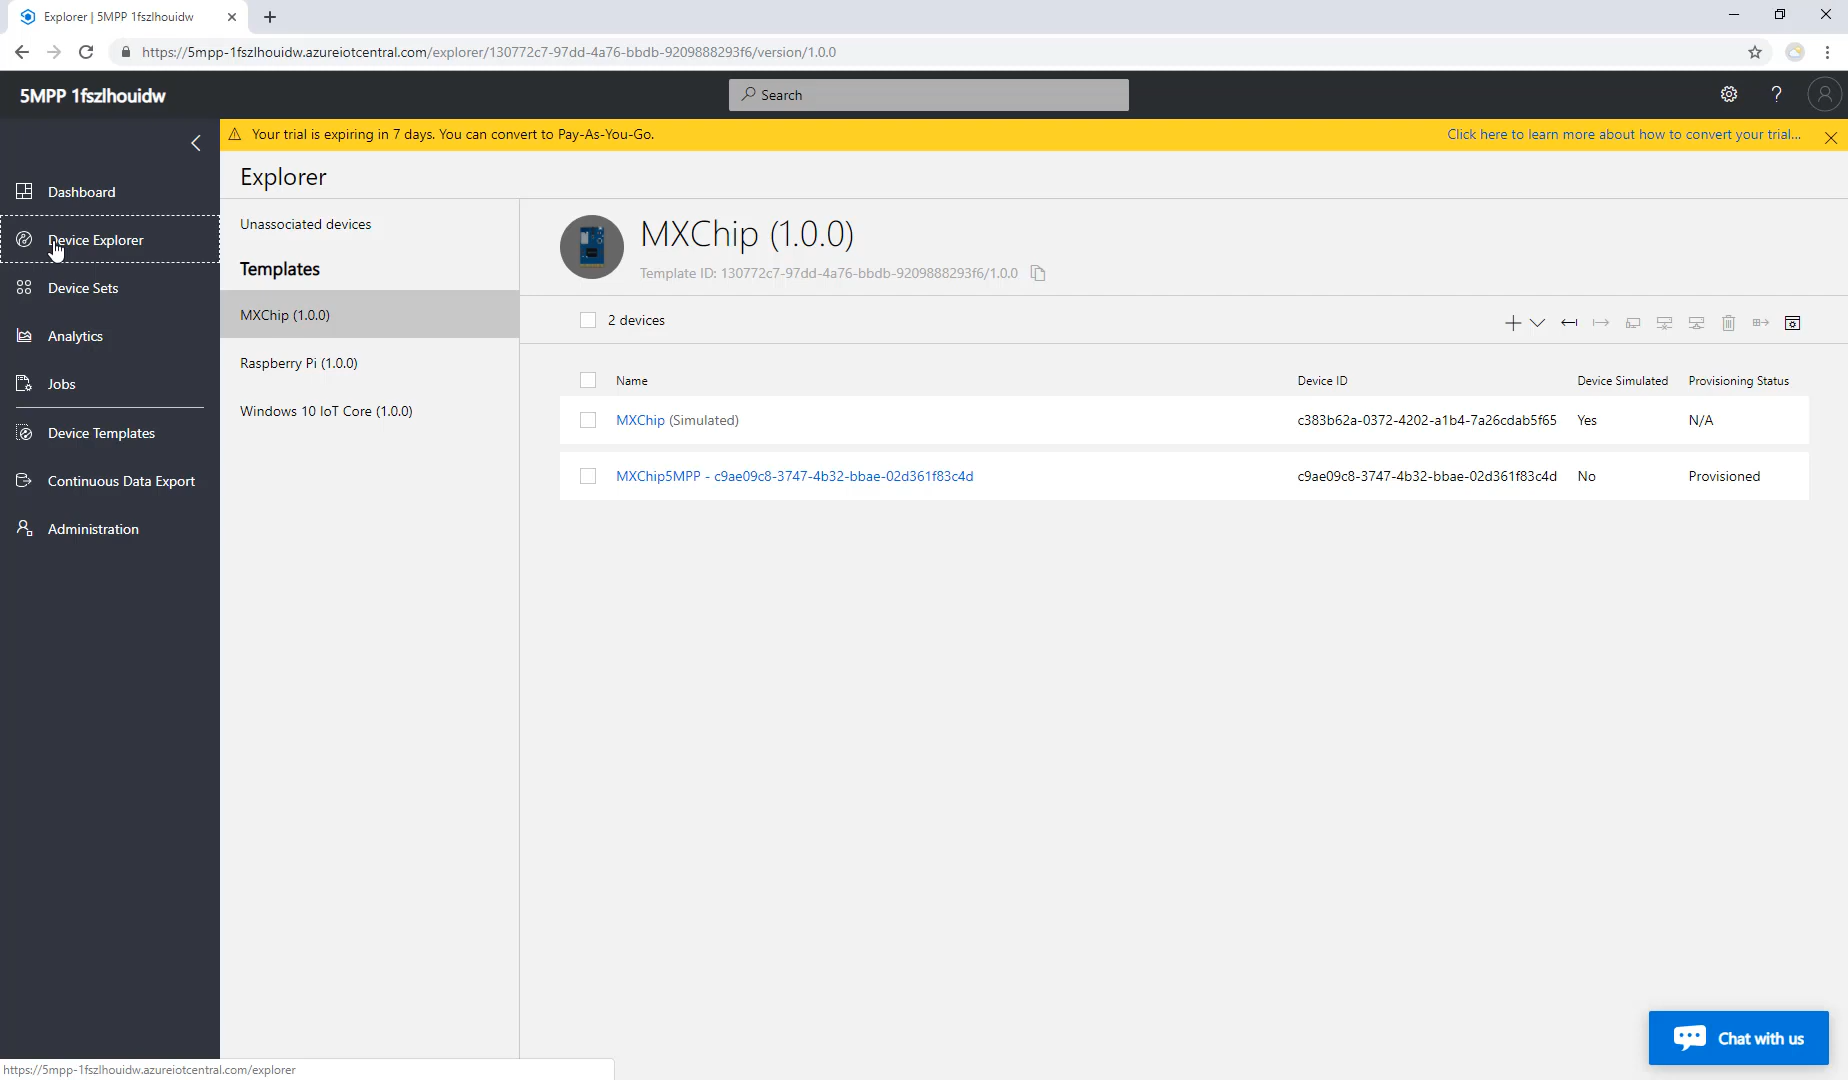 Explorer | 5MPP 1fszlhouidw
https://5mpp-1fszlhouidw.azureiotcentral.com/explorer/130772c7-97dd-4a76-bbdb-9209888293f6/version/1.0.0
5MPP 1fszlhouidw
Search
?
Your trial is expiring in 7 days. You can convert to Pay-As-You-Go.
Click here to learn more about how to convert your trial...
Dashboard
Device Explorer
Device Sets
Analytics
Jobs
Device Templates
Continuous Data Export
Administration
Explorer
Unassociated devices
Templates
MXChip (1.0.0)
Raspberry Pi (1.0.0)
Windows 10 IoT Core (1.0.0)
MXChip (1.0.0)
Template ID: 130772c7-97dd-4a76-bbdb-9209888293f6/1.0.0
2 devices
Name Device ID Device Simulated Provisioning Status
MXChip (Simulated) c383b62a-0372-4202-a1b4-7a26cdab5f65 Yes N/A
MXChip5MPP - c9ae09c8-3747-4b32-bbae-02d361f83c4d c9ae09c8-3747-4b32-bbae-02d361f83c4d No Provisioned
Chat with us
https://5mpp-1fszlhouidw.azureiotcentral.com/explorer